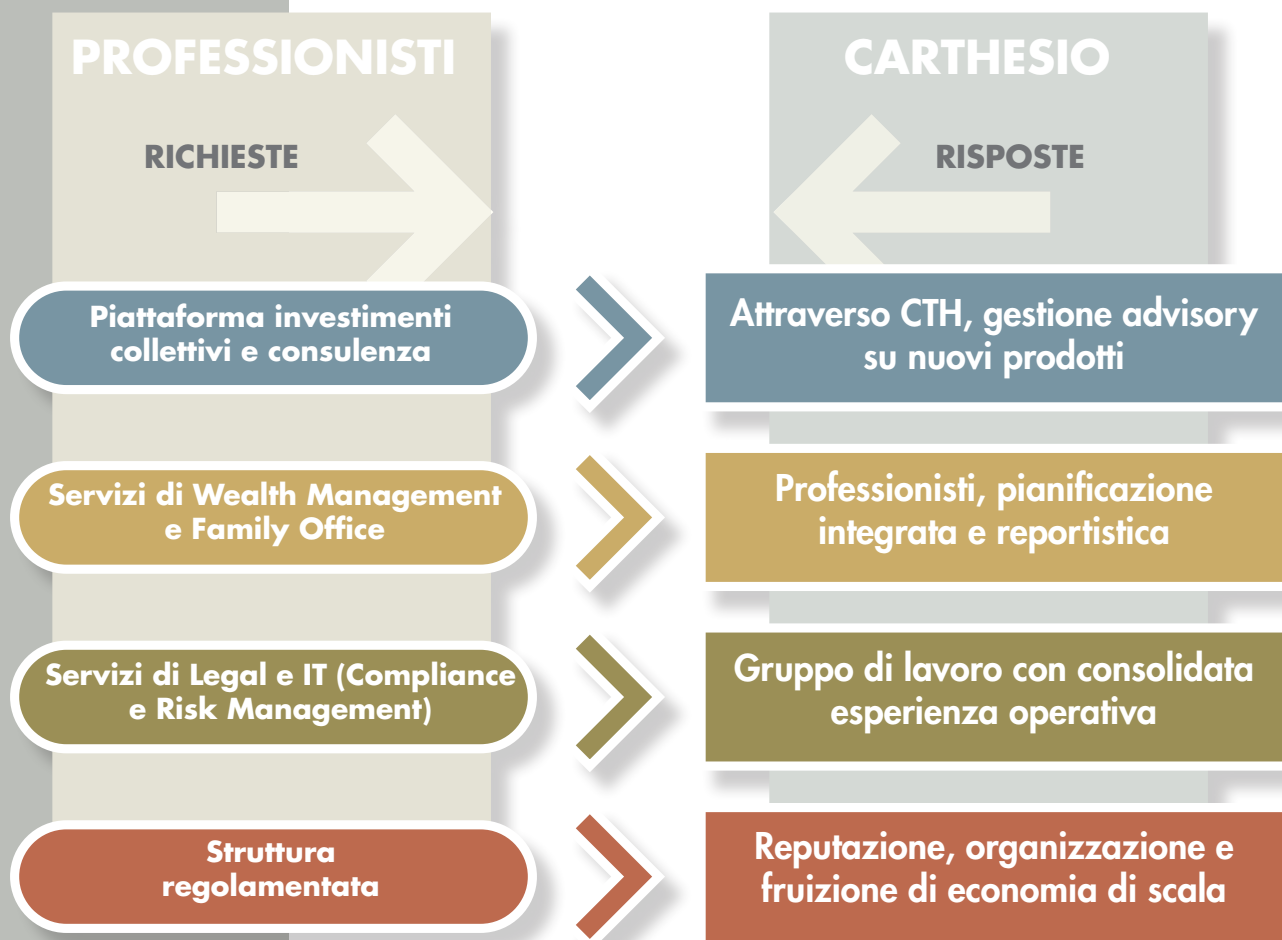 PROFESSIONISTI
CARTHESIO
RICHIESTE
RISPOSTE
Piattaforma investimenti
collettivi e consulenza
Attraverso CTH, gestione advisory
su nuovi prodotti
Servizi di Wealth Management
e Family Office
Professionisti, pianificazione
integrata e reportistica
Servizi di Legal e IT (Compliance
e Risk Management)
Gruppo di lavoro con consolidata
esperienza operativa
Struttura
regolamentata
Reputazione, organizzazione e
fruizione di economia di scala